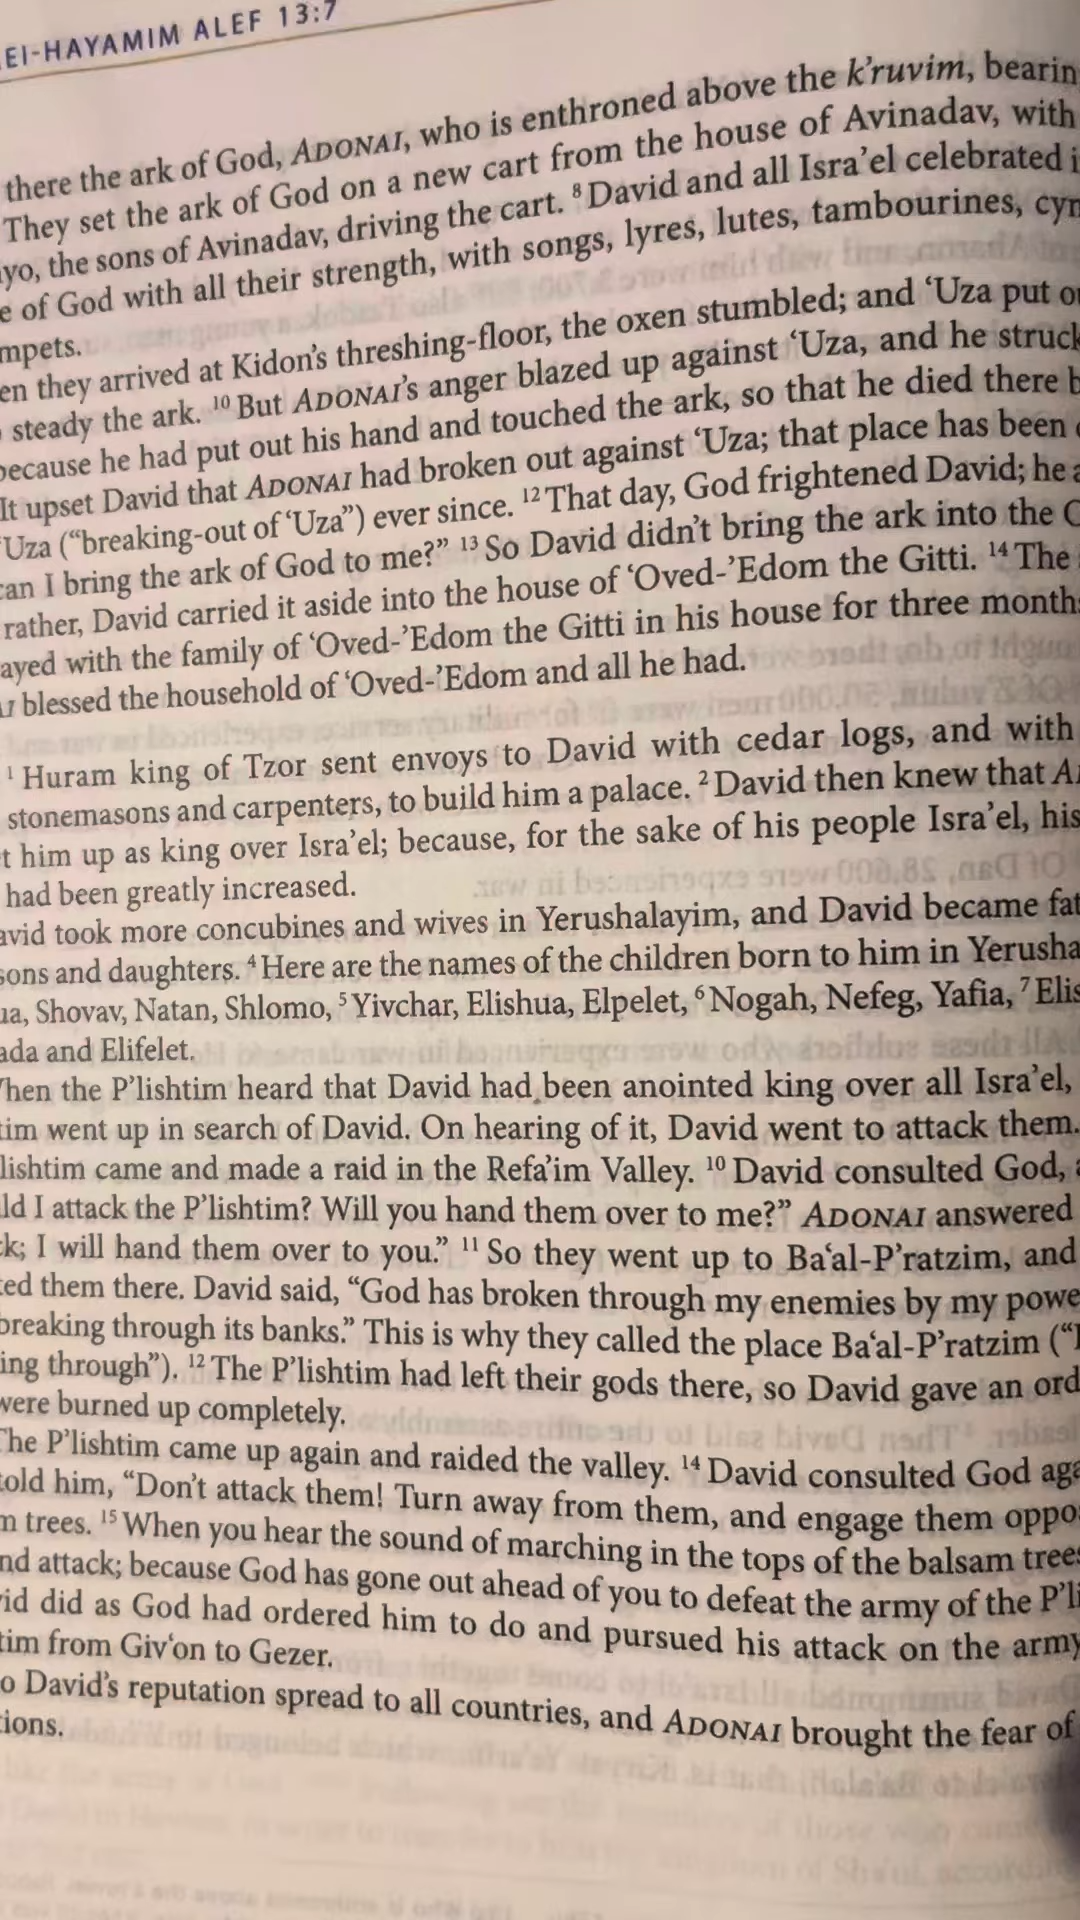 EI-HAYAMIM ALEF 13:7
there the ark of God, ADONAI, who is enthroned above the k’ruvim, bearin
They set the ark of God on a new cart from the house of Avinadav, with
yo, the sons of Avinadav, driving the cart. 8 David and all Isra’el celebrated i
e of God with all their strength, with songs, lyres, lutes, tambourines, cym
mpets.
en they arrived at Kidon’s threshing-floor, the oxen stumbled; and ‘Uza put ou
steady the ark. 10 But ADONAI’s anger blazed up against ‘Uza, and he struck
because he had put out his hand and touched the ark, so that he died there b
It upset David that ADONAI had broken out against ‘Uza; that place has been
‘Uza (“breaking-out of ‘Uza”) ever since. 12 That day, God frightened David; he a
can I bring the ark of God to me?” 13 So David didn’t bring the ark into the C
rather, David carried it aside into the house of ‘Oved-’Edom the Gitti. 14 The
ayed with the family of ‘Oved-’Edom the Gitti in his house for three months
AI blessed the household of ‘Oved-’Edom and all he had.
1 Huram king of Tzor sent envoys to David with cedar logs, and with
stonemasons and carpenters, to build him a palace. 2 David then knew that A
t him up as king over Isra’el; because, for the sake of his people Isra’el, his
had been greatly increased.
avid took more concubines and wives in Yerushalayim, and David became fat
sons and daughters. 4 Here are the names of the children born to him in Yerusha
ua, Shovav, Natan, Shlomo, 5 Yivchar, Elishua, Elpelet, 6 Nogah, Nefeg, Yafia, 7 Elis
ada and Elifelet.
hen the P’lishtim heard that David had been anointed king over all Isra’el,
tim went up in search of David. On hearing of it, David went to attack them.
lishtim came and made a raid in the Refa’im Valley. 10 David consulted God, a
ld I attack the P’lishtim? Will you hand them over to me?” ADONAI answered
ck; I will hand them over to you.” 11 So they went up to Ba‘al-P’ratzim, and
ted them there. David said, “God has broken through my enemies by my powe
breaking through its banks.” This is why they called the place Ba‘al-P’ratzim (“
ing through”). 12 The P’lishtim had left their gods there, so David gave an ord
were burned up completely.
The P’lishtim came up again and raided the valley. 14 David consulted God aga
told him, “Don’t attack them! Turn away from them, and engage them oppo
m trees. 15 When you hear the sound of marching in the tops of the balsam trees
nd attack; because God has gone out ahead of you to defeat the army of the P’li
vid did as God had ordered him to do and pursued his attack on the army
tim from Giv‘on to Gezer.
o David’s reputation spread to all countries, and ADONAI brought the fear of
tions.